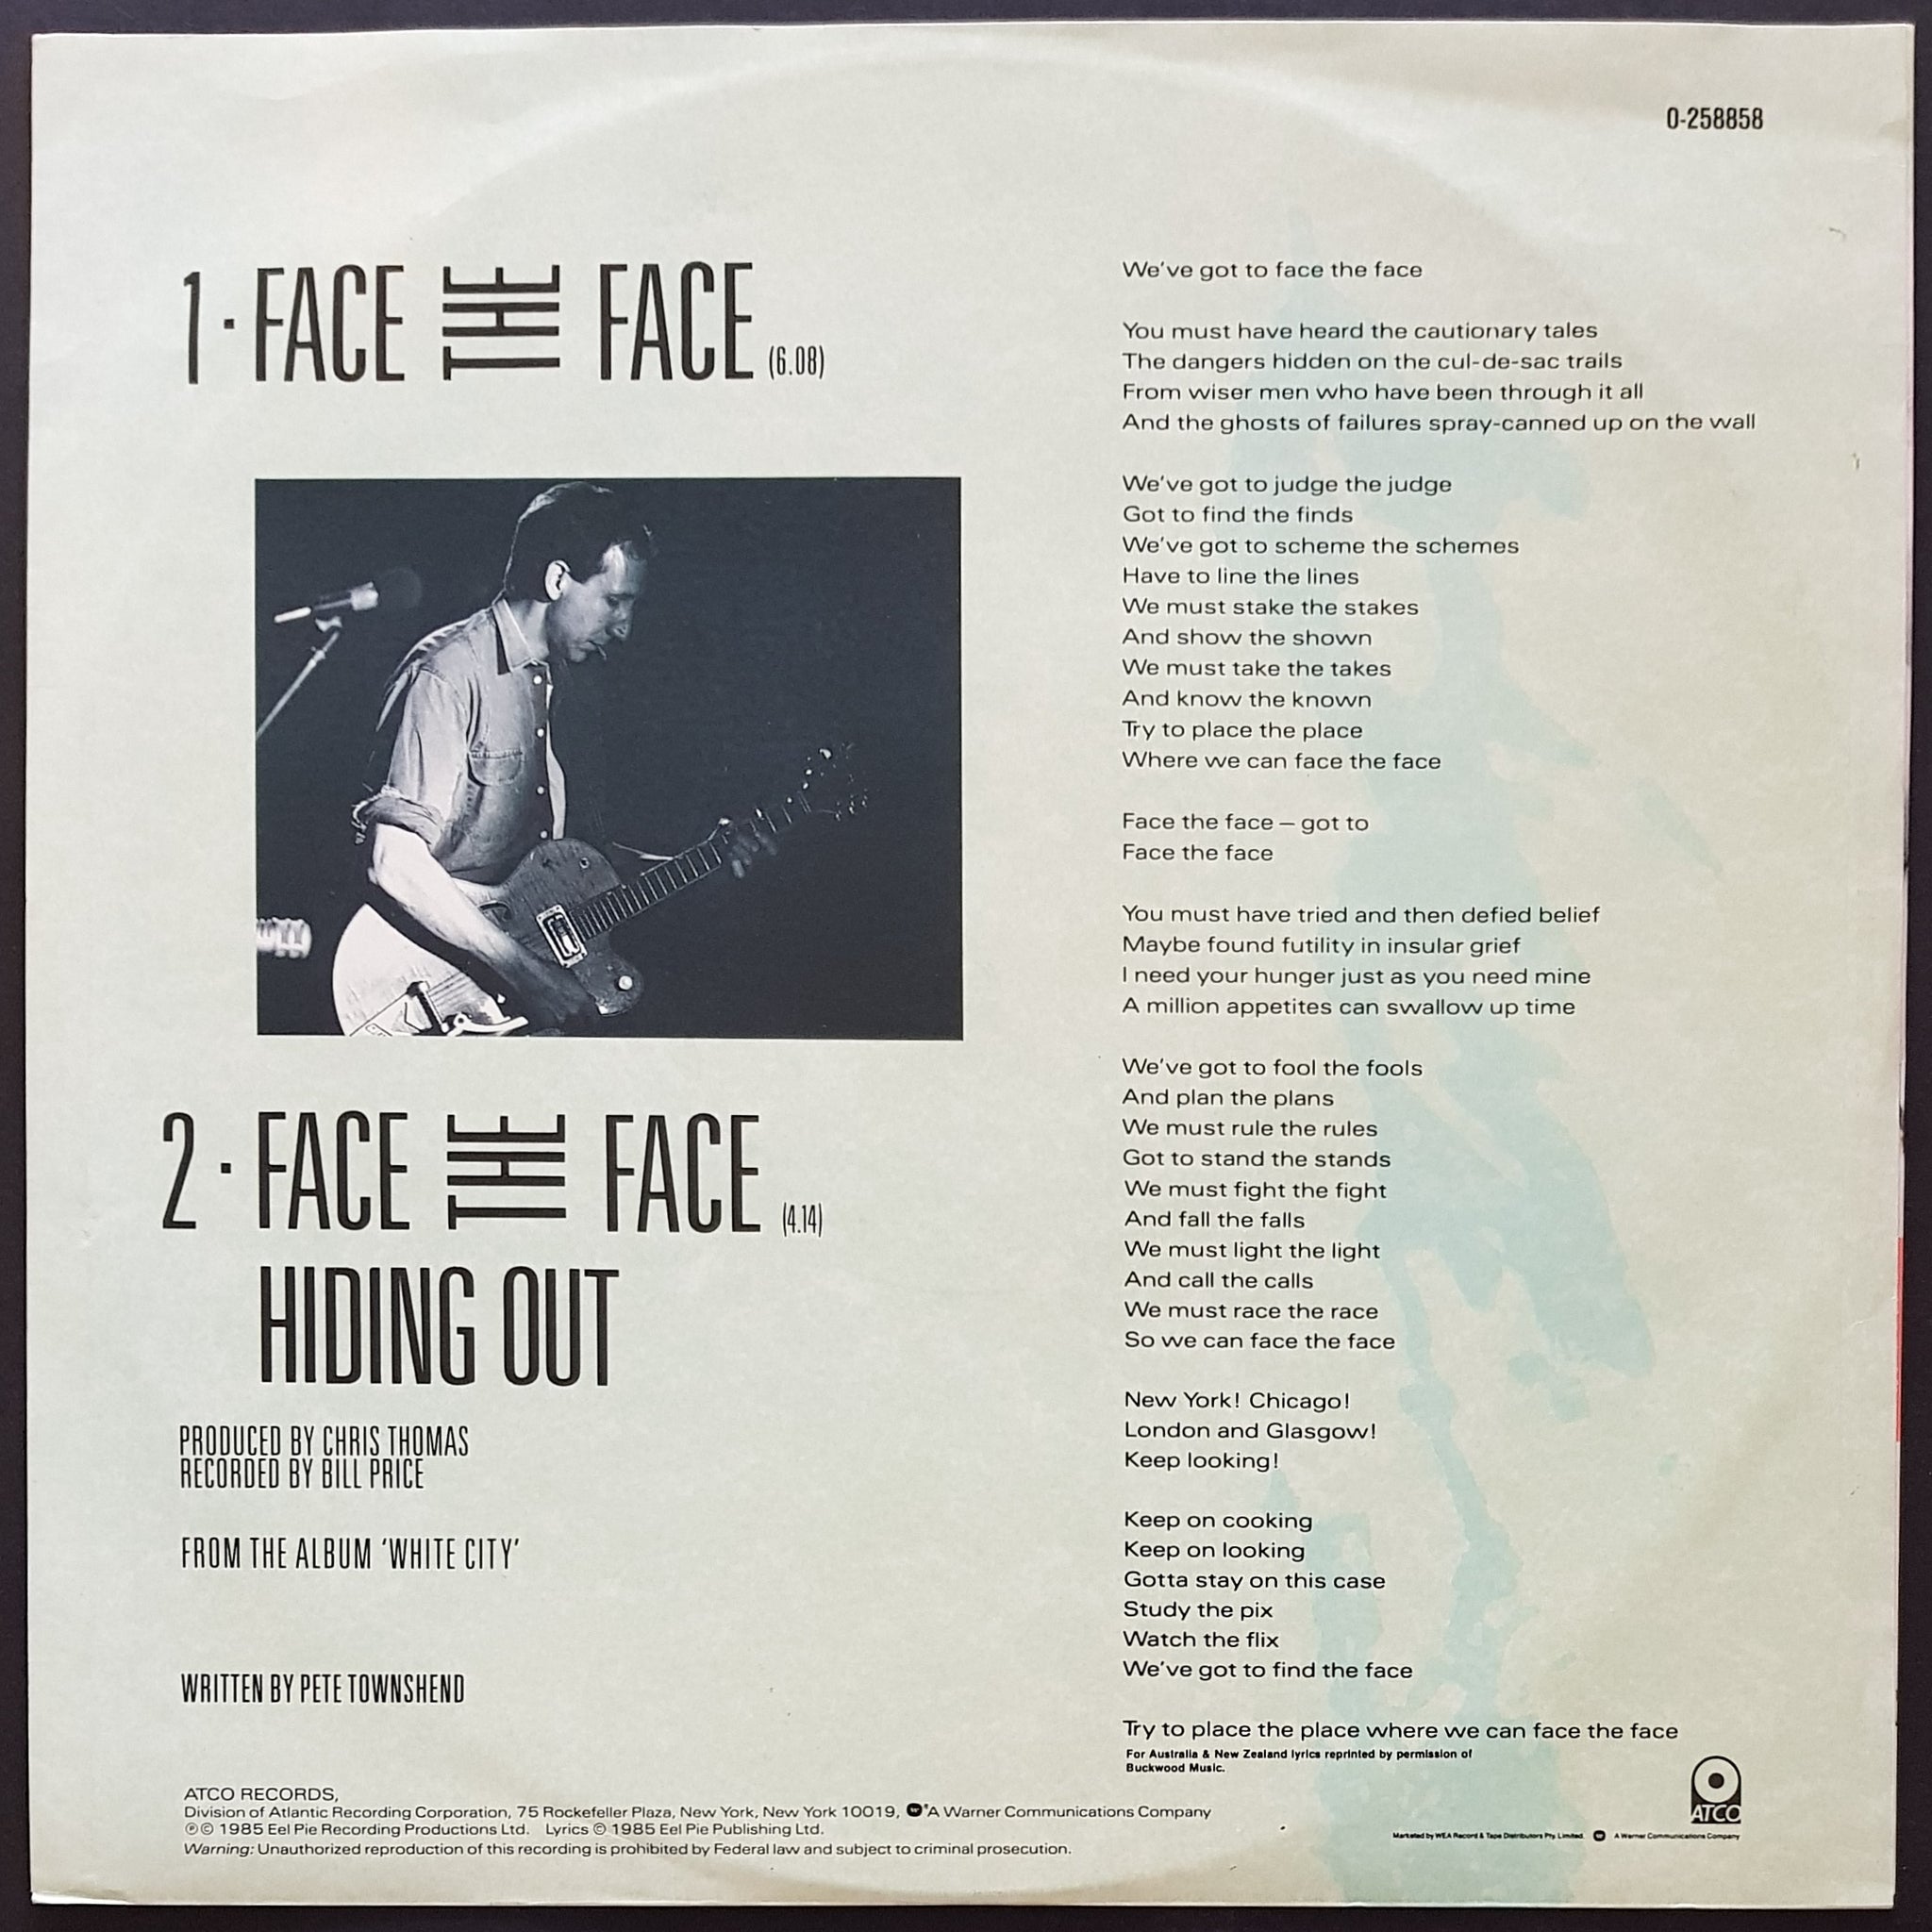 0-258858
1 · FACE THE FACE (6.08)
2 · FACE THE FACE (4.14)
HIDING OUT
PRODUCED BY CHRIS THOMAS
RECORDED BY BILL PRICE
FROM THE ALBUM ‘WHITE CITY’
WRITTEN BY PETE TOWNSHEND
We've got to face the face
You must have heard the cautionary tales
The dangers hidden on the cul-de-sac trails
From wiser men who have been through it all
And the ghosts of failures spray-canned up on the wall
We've got to judge the judge
Got to find the finds
We've got to scheme the schemes
Have to line the lines
We must stake the stakes
And show the shown
We must take the takes
And know the known
Try to place the place
Where we can face the face
Face the face – got to
Face the face
You must have tried and then defied belief
Maybe found futility in insular grief
I need your hunger just as you need mine
A million appetites can swallow up time
We've got to fool the fools
And plan the plans
We must rule the rules
Got to stand the stands
We must fight the fight
And fall the falls
We must light the light
And call the calls
We must race the race
So we can face the face
New York! Chicago!
London and Glasgow!
Keep looking!
Keep on cooking
Keep on looking
Gotta stay on this case
Study the pix
Watch the flix
We've got to find the face
Try to place the place where we can face the face
For Australia & New Zealand lyrics reprinted by permission of
Buckwood Music.
ATCO RECORDS,
Division of Atlantic Recording Corporation, 75 Rockefeller Plaza, New York, New York 10019, A Warner Communications Company
℗© 1985 Eel Pie Recording Productions Ltd. Lyrics © 1985 Eel Pie Publishing Ltd.
Warning: Unauthorized reproduction of this recording is prohibited by Federal law and subject to criminal prosecution.
ATCO
Marketed by WEA Record & Tape Distributors Pty. Limited. A Warner Communications Company